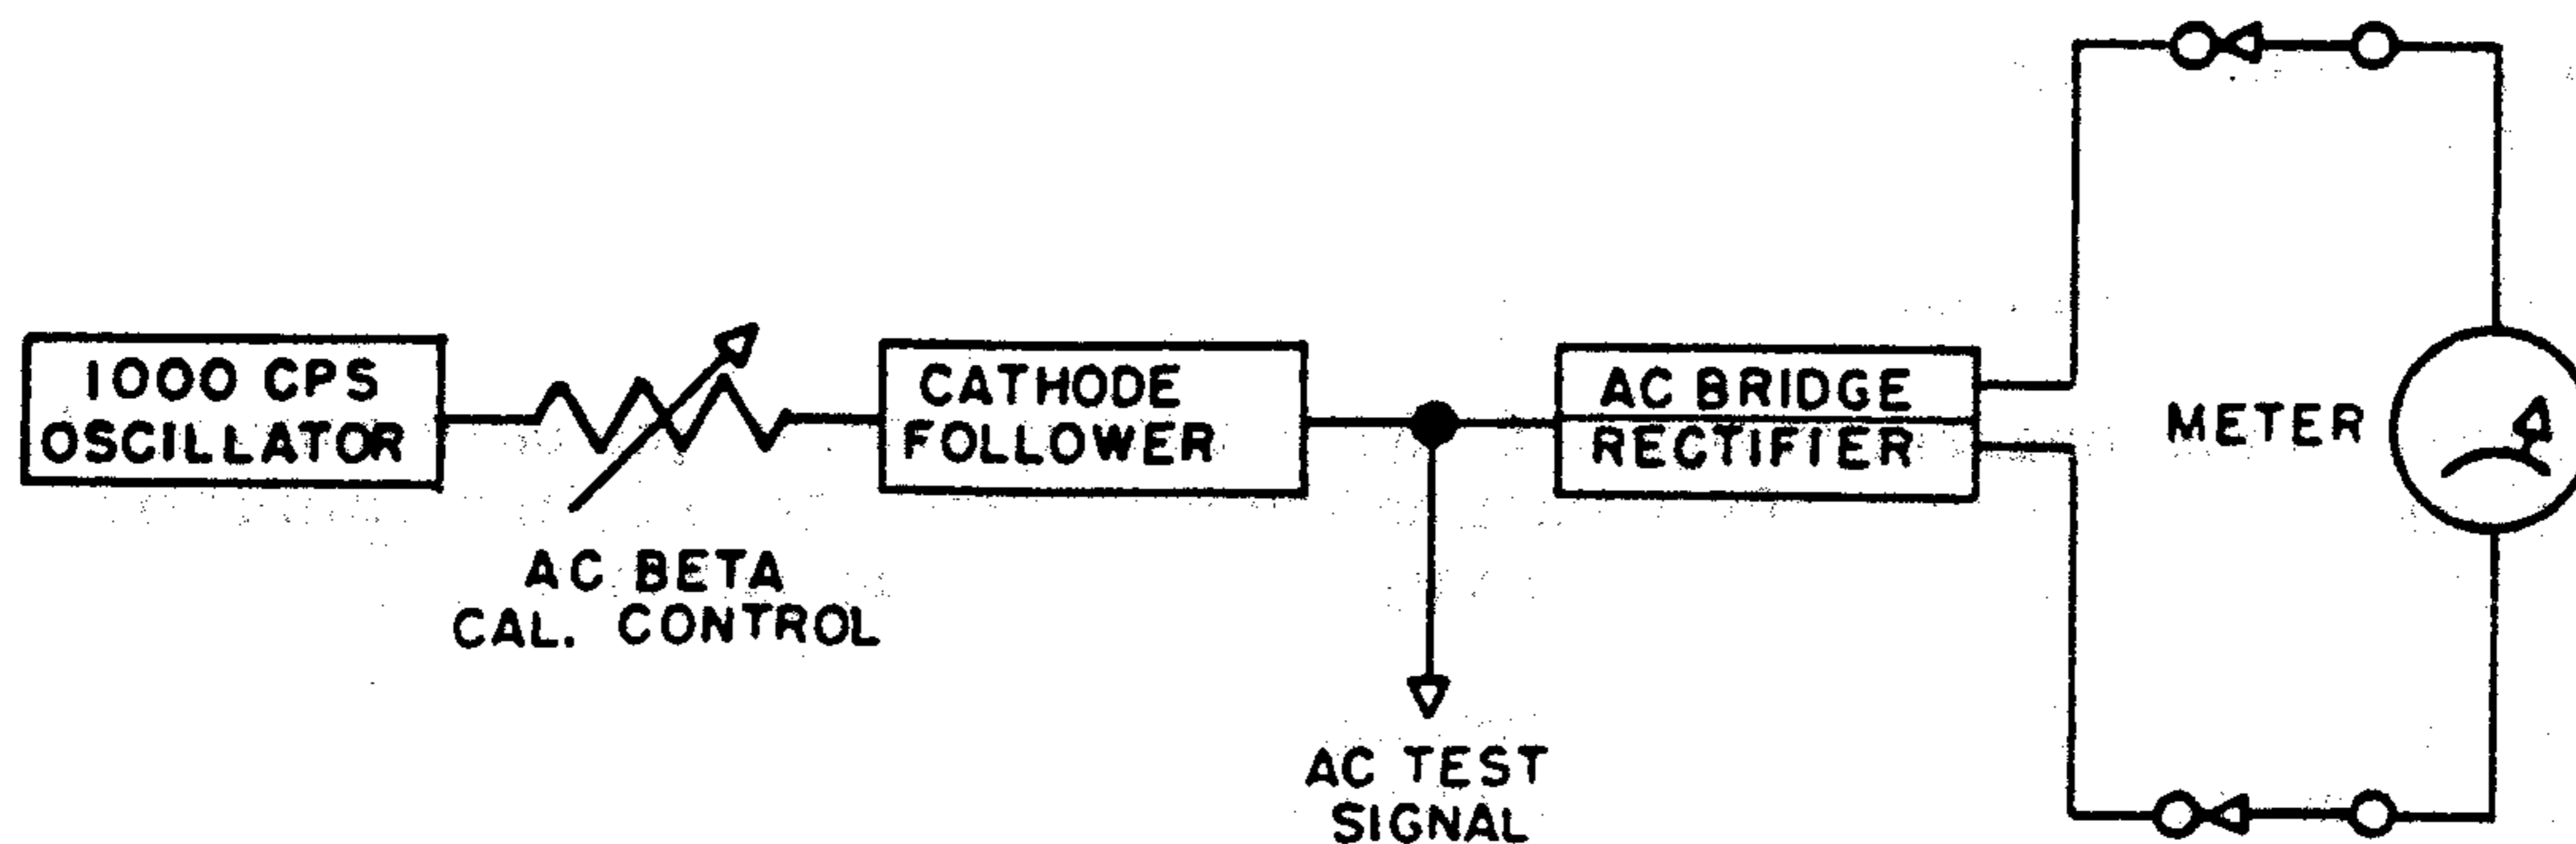 1000 CPS
OSCILLATOR
AC BETA
CAL. CONTROL
CATHODE
FOLLOWER
AC TEST
SIGNAL
AC BRIDGE
RECTIFIER
METER